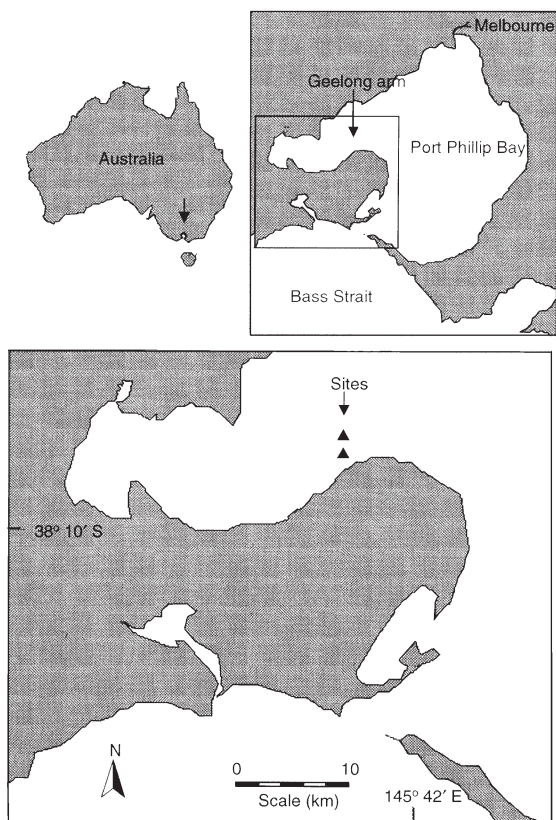 Melbourne
Geelong arm
Port Phillip Bay
Australia
Bass Strait
Sites
38° 10′ S
N
0 10
Scale (km)
145° 42′ E